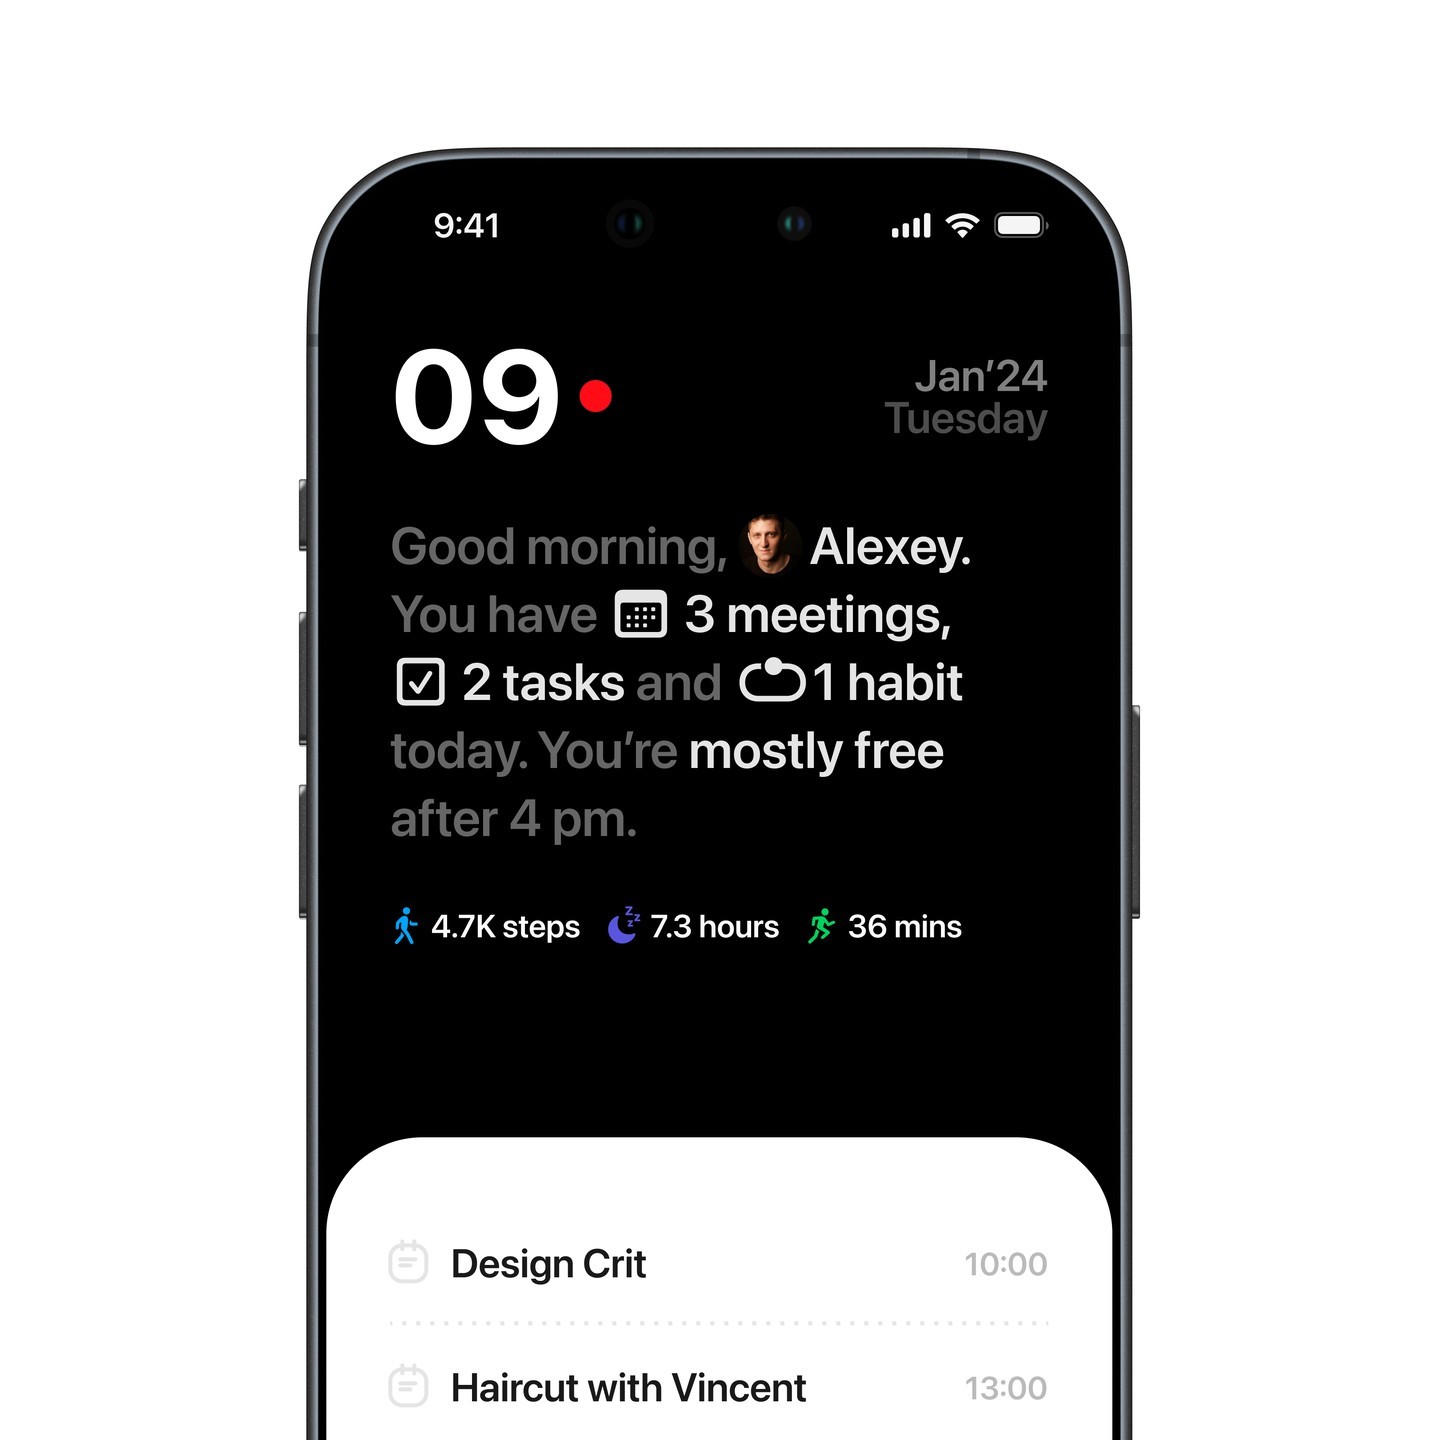 9:41
09
Jan’24
Tuesday
Good morning, Alexey.
You have 3 meetings,
2 tasks and 1 habit
today. You’re mostly free
after 4 pm.
4.7K steps zzz 7.3 hours 36 mins
Design Crit 10:00
Haircut with Vincent 13:00